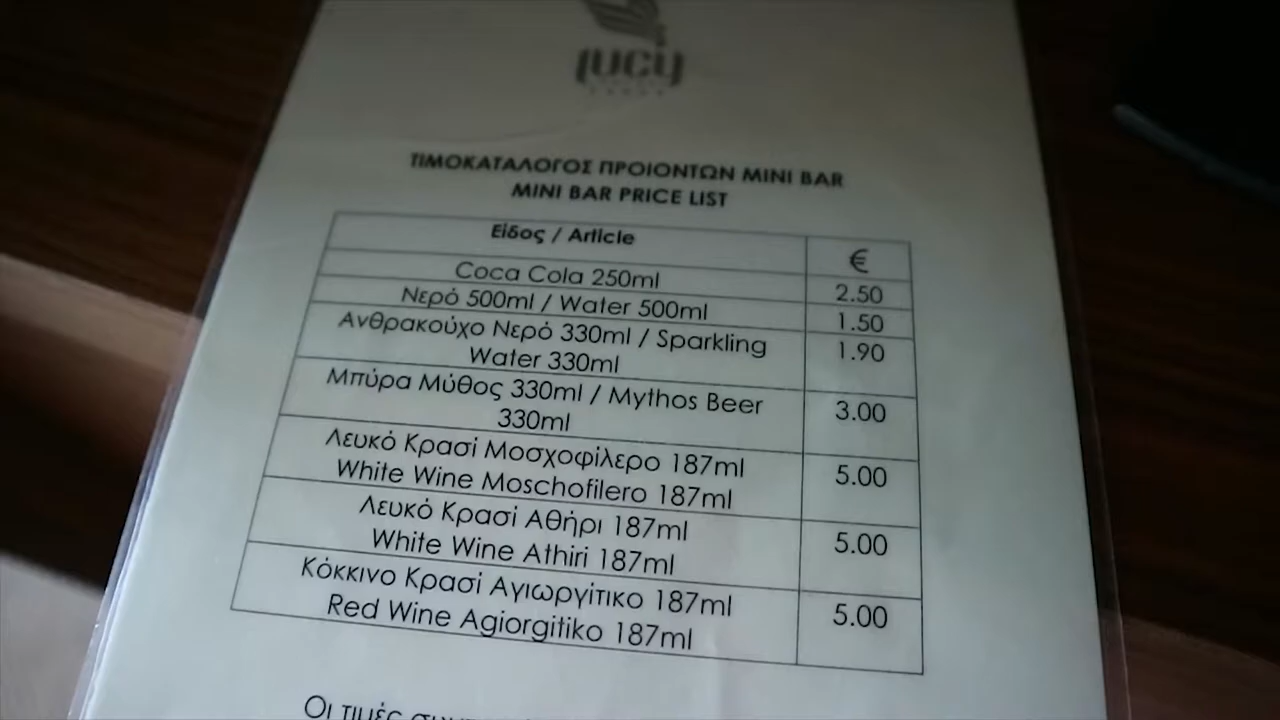 lucy
ΤΙΜΟΚΑΤΑΛΟΓΟΣ ΠΡΟΙΟΝΤΩΝ MINI BAR
MINI BAR PRICE LIST
Είδος / Article €
Coca Cola 250ml 2.50
Νερό 500ml / Water 500ml 1.50
Ανθρακούχο Νερό 330ml / Sparkling 1.90
Water 330ml
Μπύρα Μύθος 330ml / Mythos Beer 3.00
330ml
Λευκό Κρασί Μοσχοφίλερο 187ml 5.00
White Wine Moschofilero 187ml
Λευκό Κρασί Αθήρι 187ml 5.00
White Wine Athiri 187ml
Κόκκινο Κρασί Αγιωργίτικο 187ml 5.00
Red Wine Agiorgitiko 187ml
Οι τιμές